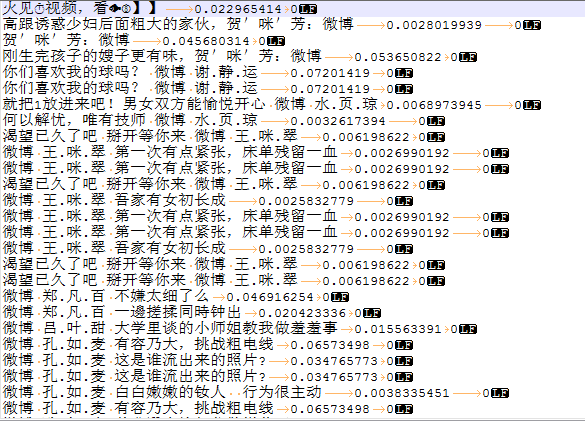 火见①视频, 看👁③】】 0.022965414 0LF
高跟诱惑少妇后面粗大的家伙, 贺′咪′芳: 微博 0.0028019939 0LF
贺′咪′芳: 微博 0.045680314 0LF
刚生完孩子的嫂子更有味, 贺′咪′芳: 微博 0.053650822 0LF
你们喜欢我的球吗? 微博 谢.静.运 0.07201419 0LF
你们喜欢我的球吗? 微博 谢.静.运 0.07201419 0LF
就把1放进来吧! 男女双方能愉悦开心 微博 水.页.琼 0.0068973945 0LF
何以解忧, 唯有技师 微博 水.页.琼 0.0032617394 0LF
渴望已久了吧 掰开等你来 微博 王.咪.翠 0.006198622 0LF
微博 王.咪.翠 第一次有点紧张, 床单残留一血 0.0026990192 0LF
微博 王.咪.翠 第一次有点紧张, 床单残留一血 0.0026990192 0LF
渴望已久了吧 掰开等你来 微博 王.咪.翠 0.006198622 0LF
微博 王.咪.翠 吾家有女初长成 0.0025832779 0LF
微博 王.咪.翠 第一次有点紧张, 床单残留一血 0.0026990192 0LF
微博 王.咪.翠 第一次有点紧张, 床单残留一血 0.0026990192 0LF
微博 王.咪.翠 吾家有女初长成 0.0025832779 0LF
渴望已久了吧 掰开等你来 微博 王.咪.翠 0.006198622 0LF
渴望已久了吧 掰开等你来 微博 王.咪.翠 0.006198622 0LF
微博 郑.凡.百 不嫌太细了么 0.046916254 0LF
微博 郑.凡.百 一邊搓揉同時钟出 0.020423336 0LF
微博 吕.叶.甜 大学里谈的小师姐教我做羞羞事 0.015563391 0LF
微博 孔.如.麦 有容乃大, 挑战粗电线 0.06573498 0LF
微博 孔.如.麦 这是谁流出来的照片? 0.034765773 0LF
微博 孔.如.麦 这是谁流出来的照片? 0.034765773 0LF
微博 孔.如.麦 白白嫩嫩的钕人 行为很主动 0.0038335451 0LF
微博 孔.如.麦 有容乃大, 挑战粗电线 0.06573498 0LF